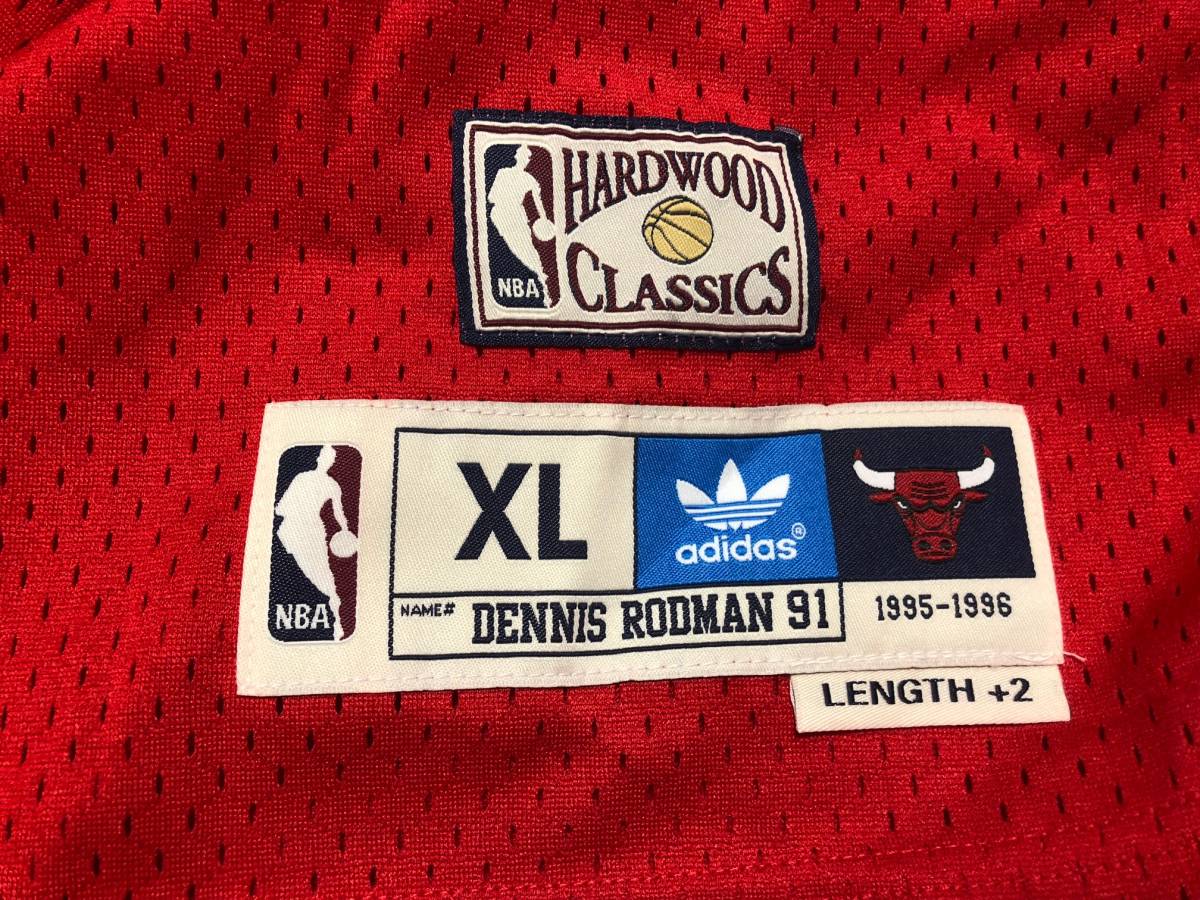 HARDWOOD
CLASSICS
NBA
XL
adidas®
NBA
NAME# DENNIS RODMAN 91
1995-1996
LENGTH +2